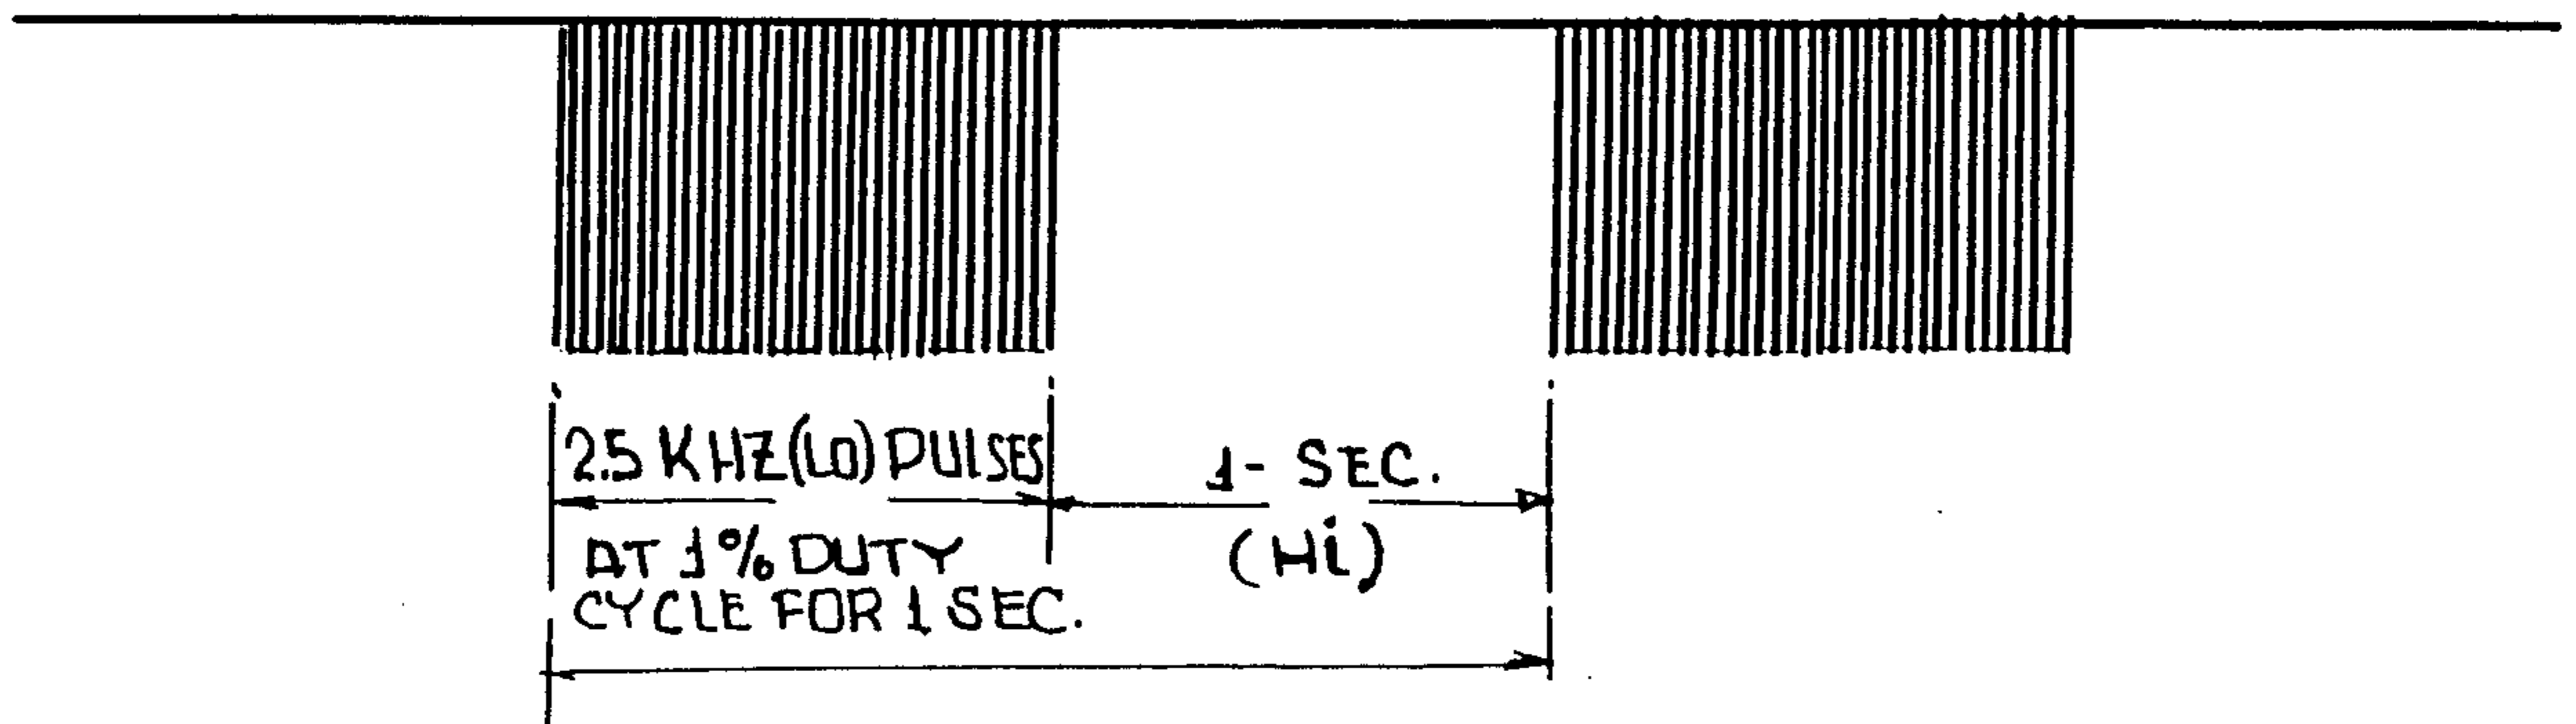 2.5 KHZ (LO) PULSES
AT 1% DUTY
CYCLE FOR 1 SEC.
1- SEC.
(Hi)